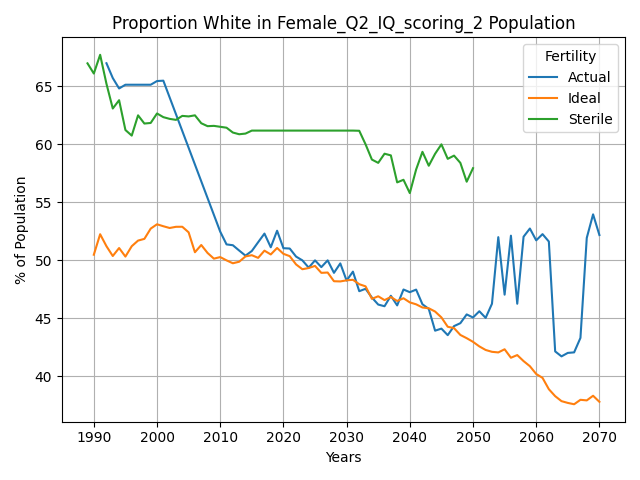 Proportion White in Female_Q2_IQ_scoring_2 Population
Fertility
Actual
Ideal
Sterile
% of Population
65
60
55
50
45
40
1990 2000 2010 2020 2030 2040 2050 2060 2070
Years